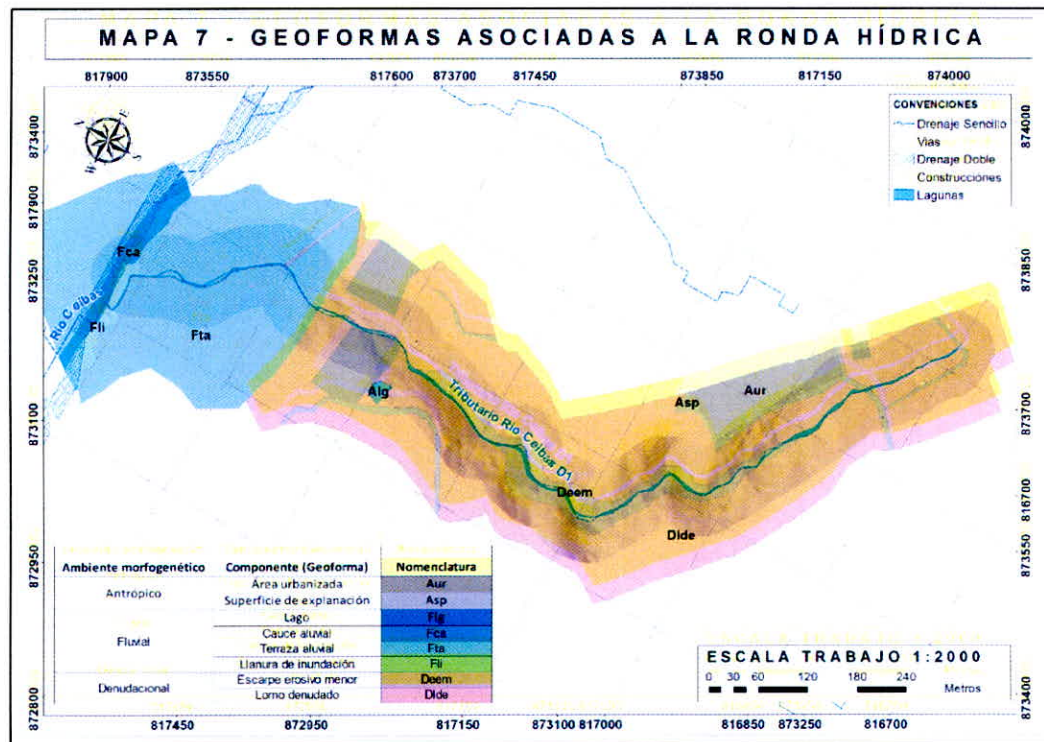 MAPA 7 - GEOFORMAS ASOCIADAS A LA RONDA HÍDRICA
817900 873550 817600 873700 817450 873850 817150 874000
873400
817900
873250
873100
872950
872800
874000
873850
873700
816700
873550
873400
E
W
S
CONVENCIONES
Drenaje Sencillo
Vias
Drenaje Doble
Construcciones
Lagunas
Fca
Rio Ceibas
Fli
Fta
Alg
Tributario Rio Ceibas D1
Asp
Aur
Deem
Dlde
Ambiente morfogenético Componente (Geoforma) Nomenclatura
Antrópico
Área urbanizada Aur
Superficie de explanación Asp
Fluvial
Lago Flg
Cauce aluvial Fca
Terraza aluvial Fta
Llanura de inundación Fli
Denudacional
Escarpe erosivo menor Deem
Lomo denudado Dlde
ESCALA TRABAJO 1:2000
0 30 60 120 180 240 Metros
817450 872950 817150 873100 817000 816850 873250 816700